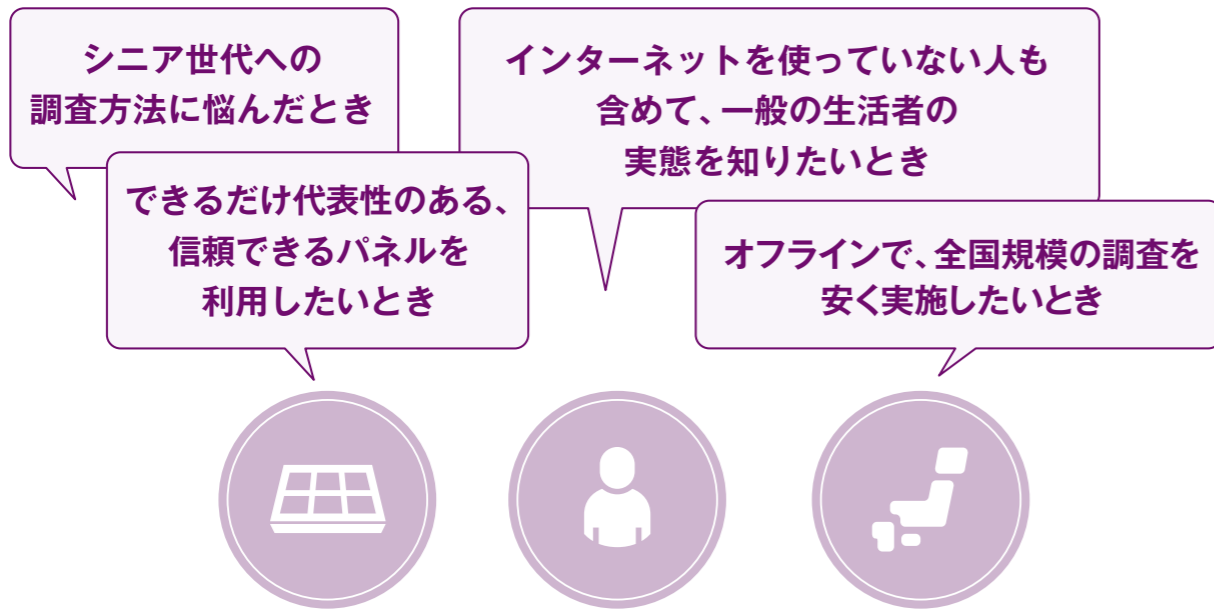 シニア世代への
調査方法に悩んだとき
インターネットを使っていない人も
含めて、一般の生活者の
実態を知りたいとき
できるだけ代表性のある、
信頼できるパネルを
利用したいとき
オフラインで、全国規模の調査を
安く実施したいとき